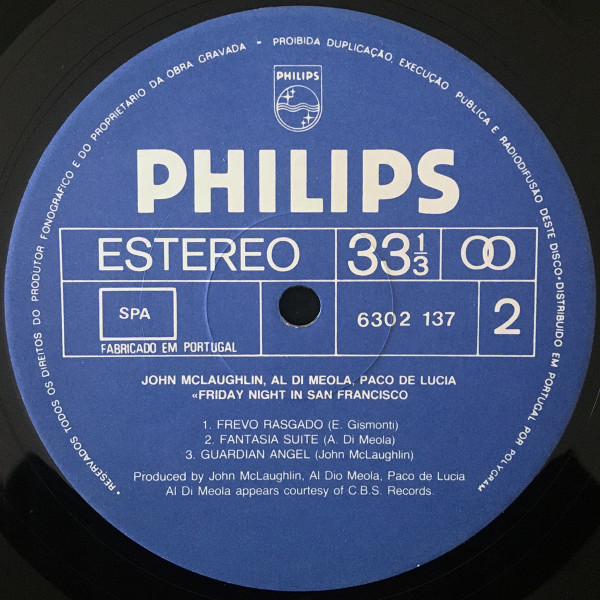 • RESERVADOS TODOS OS DIREITOS DO PRODUTOR FONOGRÁFICO E DO PROPRIETÁRIO DA OBRA GRAVADA - PROIBIDA DUPLICAÇÃO, EXECUÇÃO PÚBLICA E RADIODIFUSÃO DESTE DISCO • DISTRIBUIDO EM PORTUGAL POR POLYGRAM
PHILIPS
PHILIPS
ESTEREO 33 1/3
SPA 6302 137 2
FABRICADO EM PORTUGAL
JOHN MCLAUGHLIN, AL DI MEOLA, PACO DE LUCIA
«FRIDAY NIGHT IN SAN FRANCISCO
1. FREVO RASGADO (E. Gismonti)
2. FANTASIA SUITE (A. Di Meola)
3. GUARDIAN ANGEL (John McLaughlin)
Produced by John McLaughlin, Al Dio Meola, Paco de Lucia
Al Di Meola appears courtesy of C.B.S. Records.